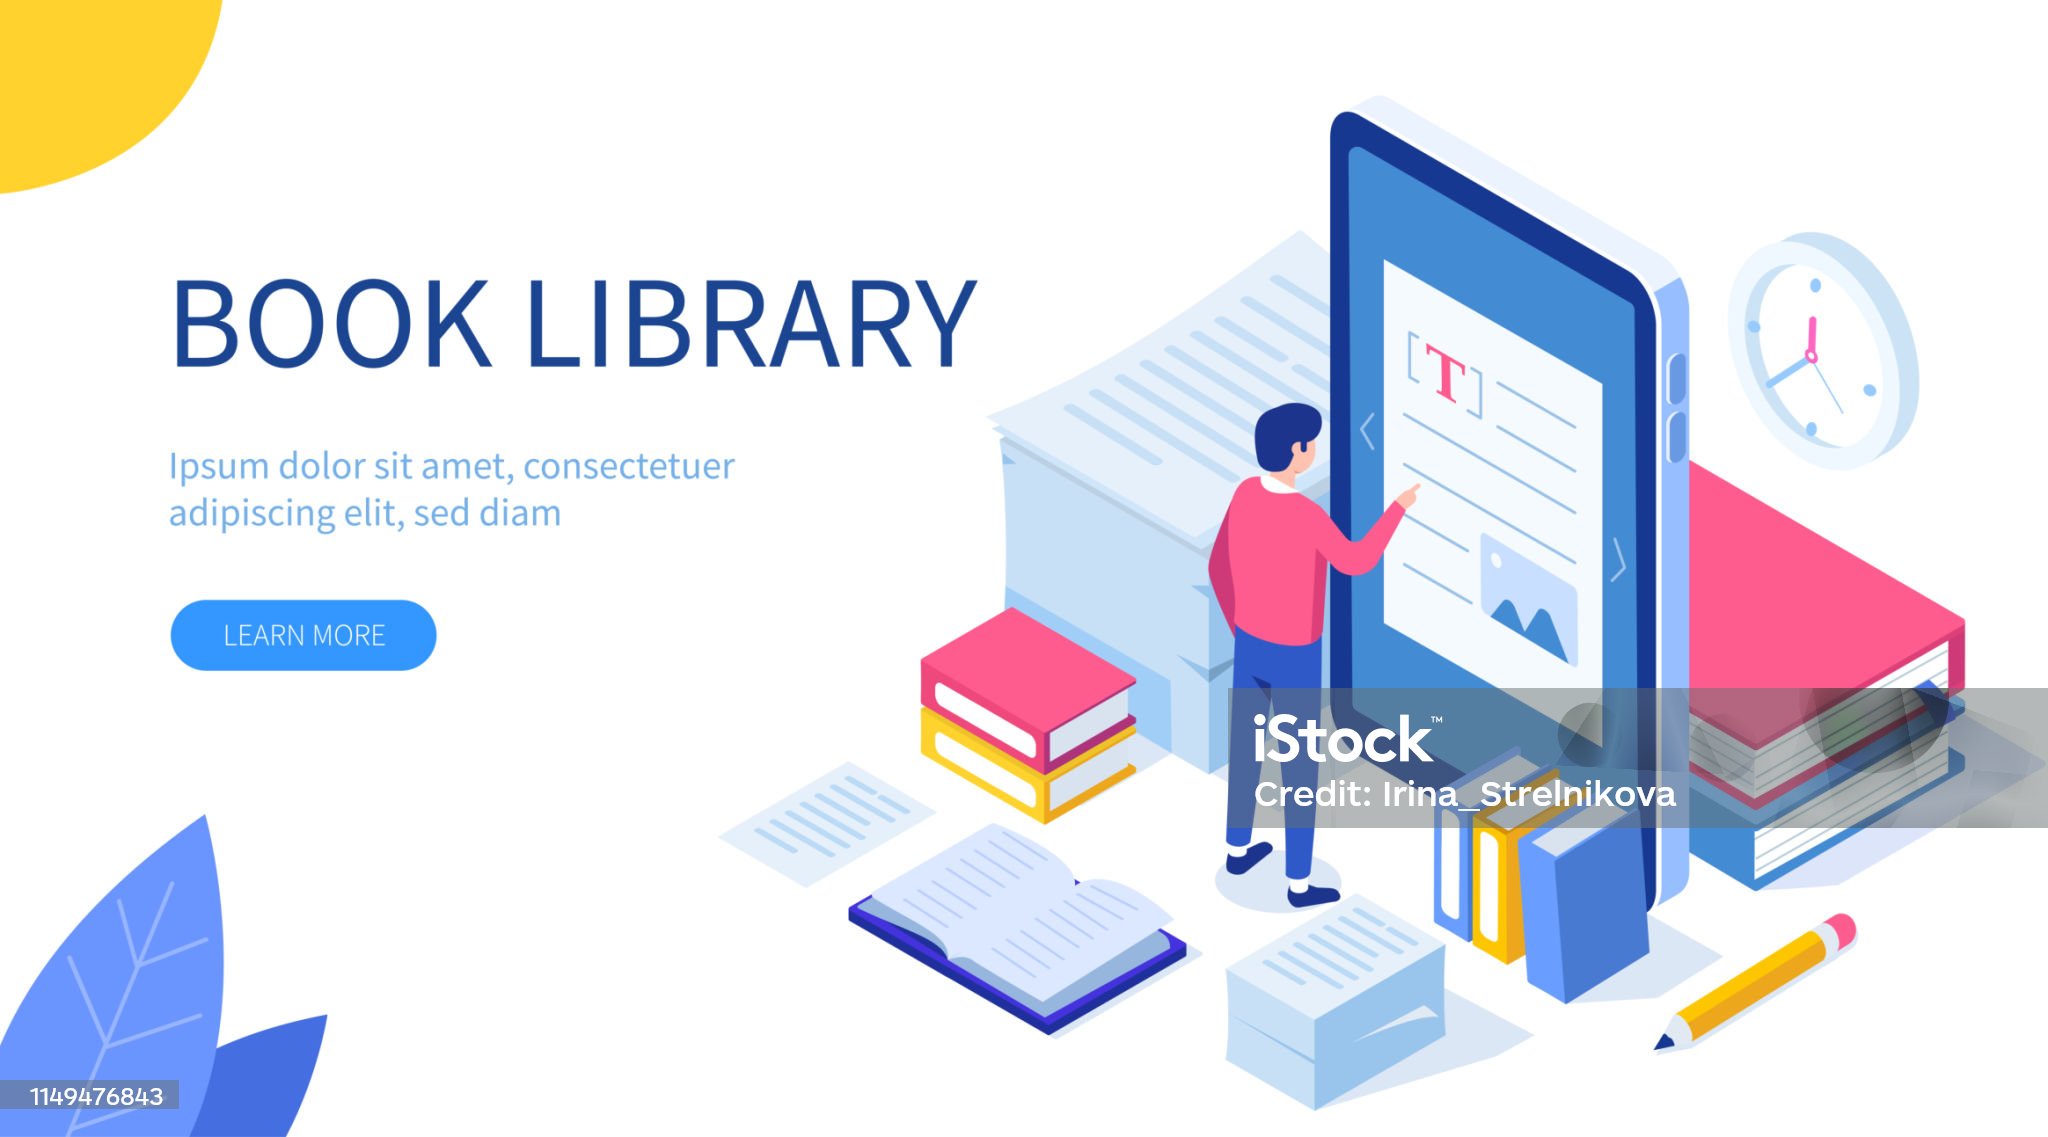 BOOK LIBRARY
Ipsum dolor sit amet, consectetuer
adipiscing elit, sed diam
LEARN MORE
[T]
iStock™
Credit: Irina_Strelnikova
1149476843